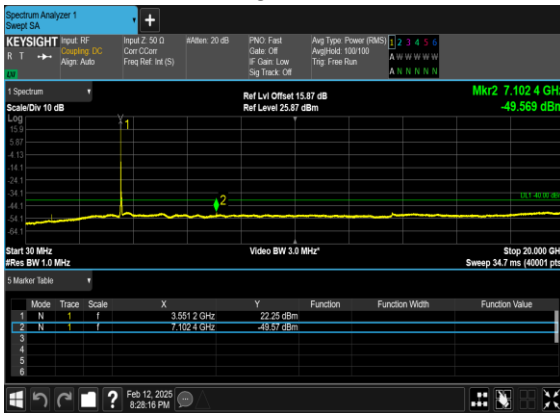 Spectrum Analyzer 1
Swept SA
+
KEYSIGHT Input: RF Input Z: 50 Ω #Atten: 20 dB PNO: Fast Avg Type: Power (RMS) 1 2 3 4 5 6
R T Coupling: DC Corr CCorr Gate: Off Avg|Hold: 100/100 A W W W W W
Align: Auto Freq Ref: Int (S) IF Gain: Low Trig: Free Run
Sig Track: Off A N N N N N
1 Spectrum
Ref Lvl Offset 15.87 dB Mkr2 7.102 4 GHz
Scale/Div 10 dB Ref Level 25.87 dBm -49.569 dBm
Log
15.9
5.87
-4.13
-14.1
-24.1
-34.1
-44.1
-54.1
-64.1
1
2
DL1 -40.00 dBm
Start 30 MHz Video BW 3.0 MHz* Stop 20.000 GHz
#Res BW 1.0 MHz Sweep 34.7 ms (40001 pts)
5 Marker Table
Mode Trace Scale X Y Function Function Width Function Value
1 N 1 f 3.551 2 GHz 22.25 dBm
2 N 1 f 7.102 4 GHz -49.57 dBm
3
4
5
6
? Feb 12, 2025
8:28:16 PM